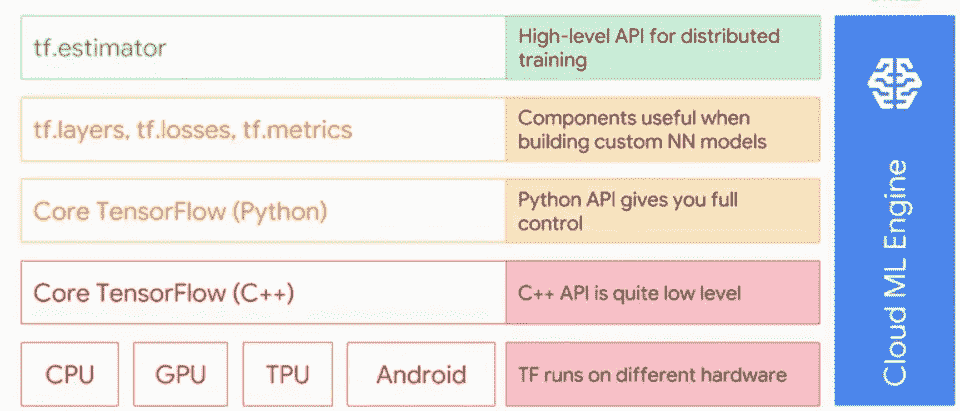 tf.estimator
High-level API for distributed
training
tf.layers, tf.losses, tf.metrics
Components useful when
building custom NN models
Core TensorFlow (Python)
Python API gives you full
control
Core TensorFlow (C++)
C++ API is quite low level
CPU
GPU
TPU
Android
TF runs on different hardware
Cloud ML Engine